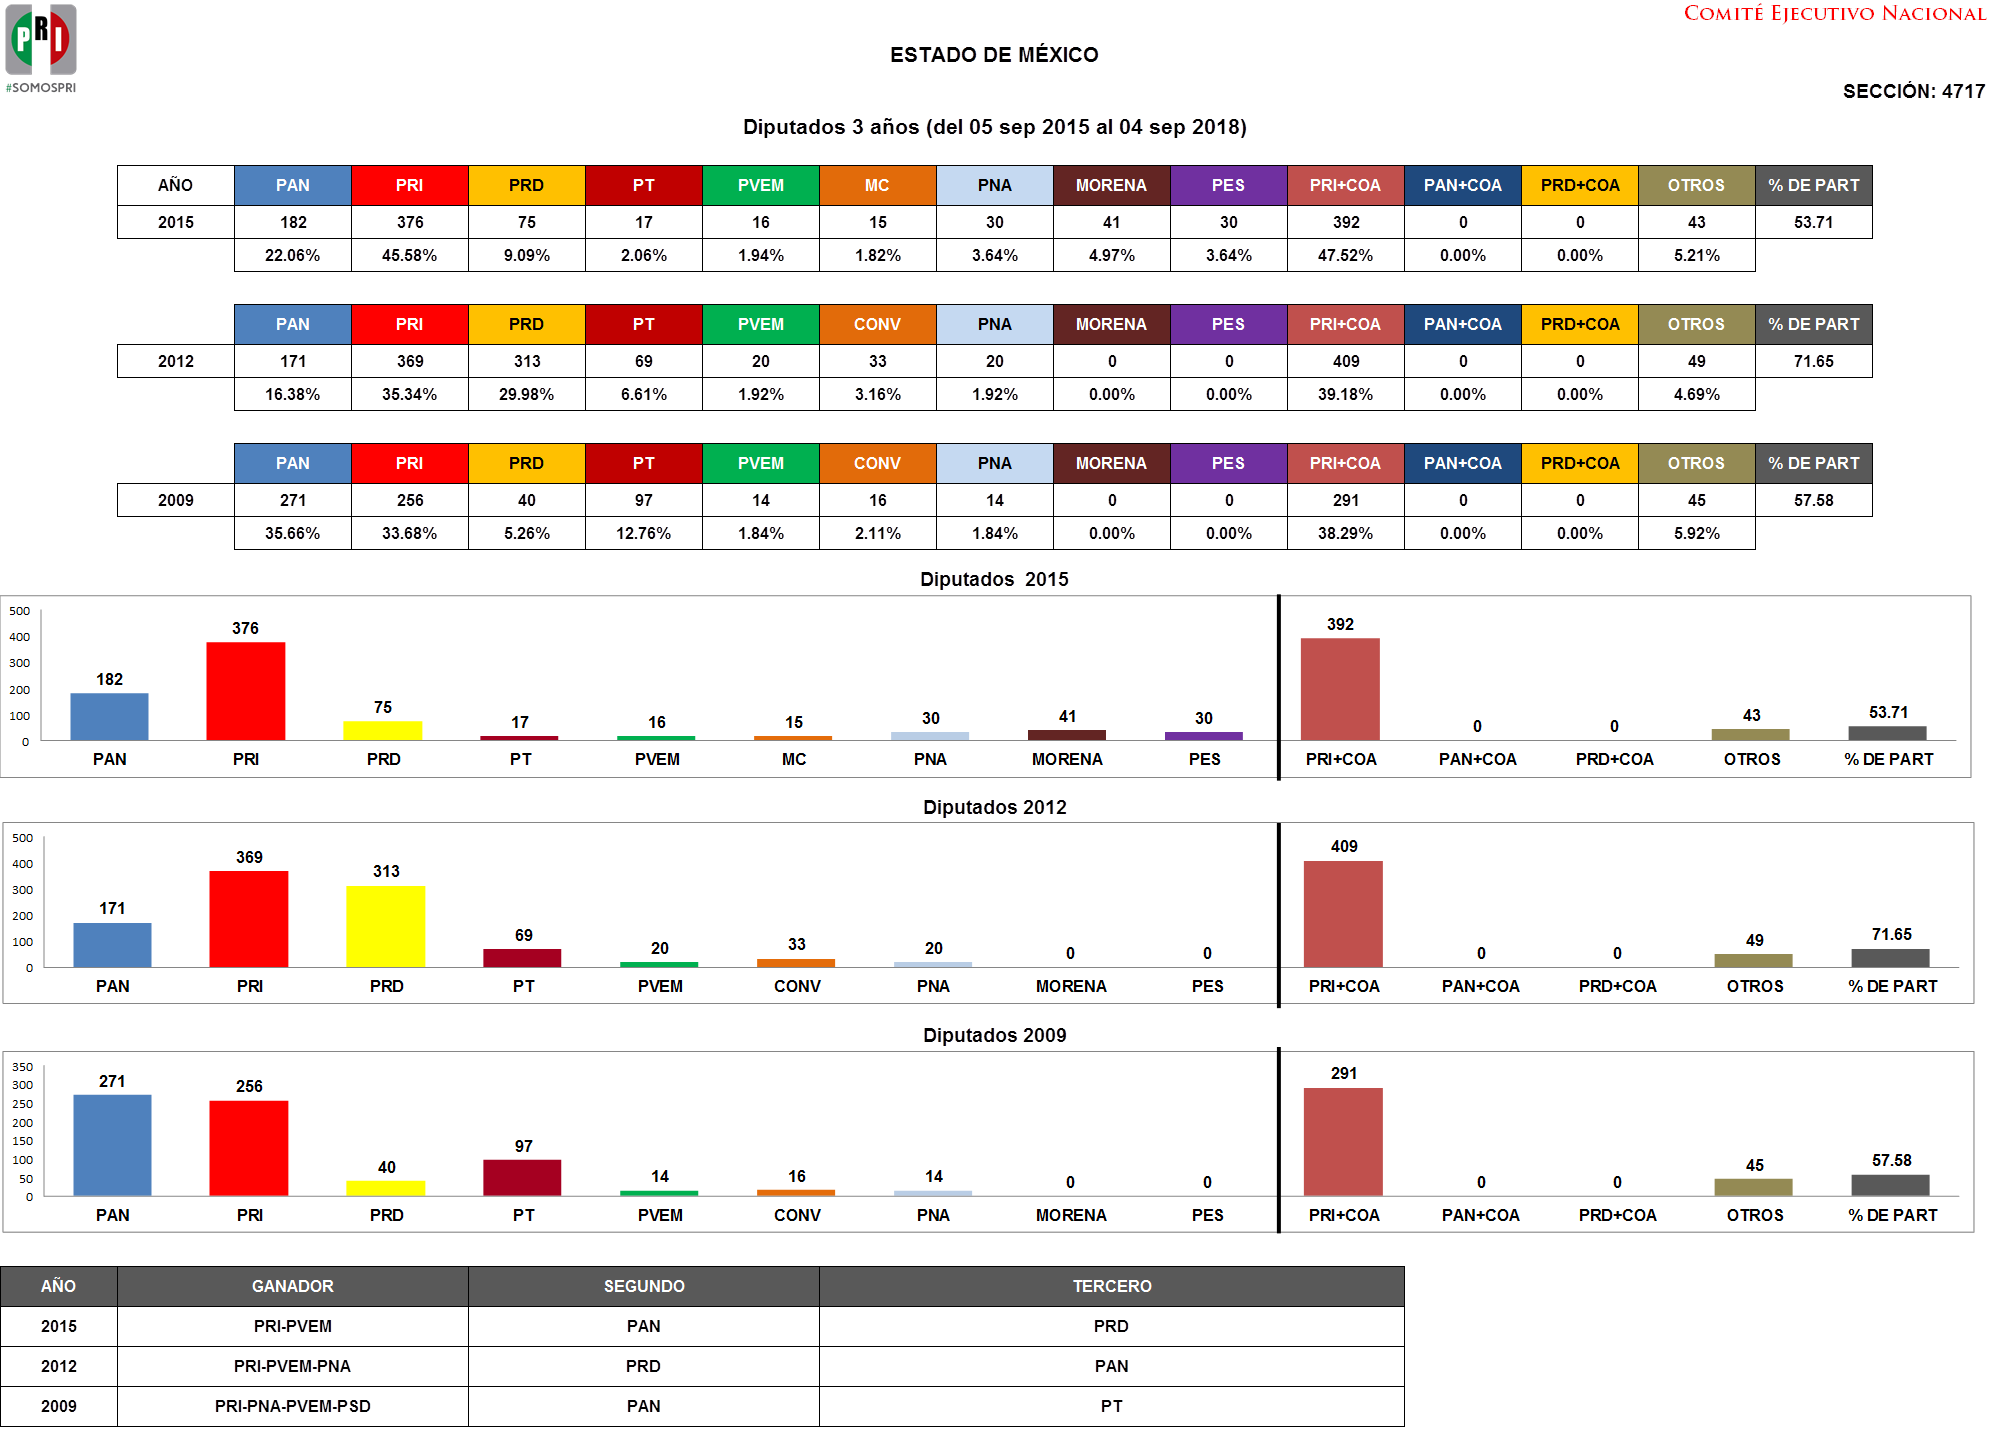 PRI
#SOMOSPRI
COMITÉ EJECUTIVO NACIONAL
ESTADO DE MÉXICO
SECCIÓN: 4717
Diputados 3 años (del 05 sep 2015 al 04 sep 2018)
AÑO PAN PRI PRD PT PVEM MC PNA MORENA PES PRI+COA PAN+COA PRD+COA OTROS % DE PART
2015 182 376 75 17 16 15 30 41 30 392 0 0 43 53.71
22.06% 45.58% 9.09% 2.06% 1.94% 1.82% 3.64% 4.97% 3.64% 47.52% 0.00% 0.00% 5.21%
PAN PRI PRD PT PVEM CONV PNA MORENA PES PRI+COA PAN+COA PRD+COA OTROS % DE PART
2012 171 369 313 69 20 33 20 0 0 409 0 0 49 71.65
16.38% 35.34% 29.98% 6.61% 1.92% 3.16% 1.92% 0.00% 0.00% 39.18% 0.00% 0.00% 4.69%
PAN PRI PRD PT PVEM CONV PNA MORENA PES PRI+COA PAN+COA PRD+COA OTROS % DE PART
2009 271 256 40 97 14 16 14 0 0 291 0 0 45 57.58
35.66% 33.68% 5.26% 12.76% 1.84% 2.11% 1.84% 0.00% 0.00% 38.29% 0.00% 0.00% 5.92%
Diputados 2015
500
400
300
200
100
0
182 376 75 17 16 15 30 41 30 392 0 0 43 53.71
PAN PRI PRD PT PVEM MC PNA MORENA PES PRI+COA PAN+COA PRD+COA OTROS % DE PART
Diputados 2012
500
400
300
200
100
0
171 369 313 69 20 33 20 0 0 409 0 0 49 71.65
PAN PRI PRD PT PVEM CONV PNA MORENA PES PRI+COA PAN+COA PRD+COA OTROS % DE PART
Diputados 2009
350
300
250
200
150
100
50
0
271 256 40 97 14 16 14 0 0 291 0 0 45 57.58
PAN PRI PRD PT PVEM CONV PNA MORENA PES PRI+COA PAN+COA PRD+COA OTROS % DE PART
AÑO GANADOR SEGUNDO TERCERO
2015 PRI-PVEM PAN PRD
2012 PRI-PVEM-PNA PRD PAN
2009 PRI-PNA-PVEM-PSD PAN PT